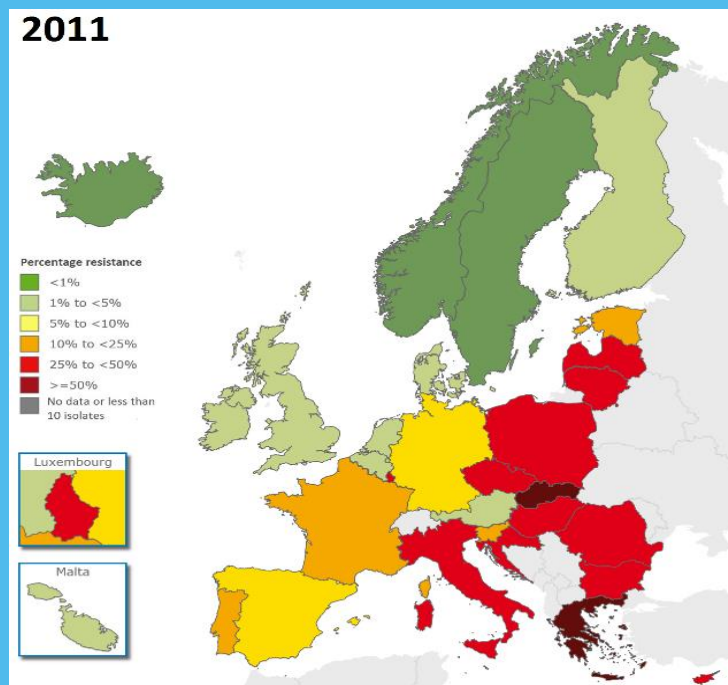 2011
Percentage resistance
<1%
1% to <5%
5% to <10%
10% to <25%
25% to <50%
>=50%
No data or less than
10 isolates
Luxembourg
Malta